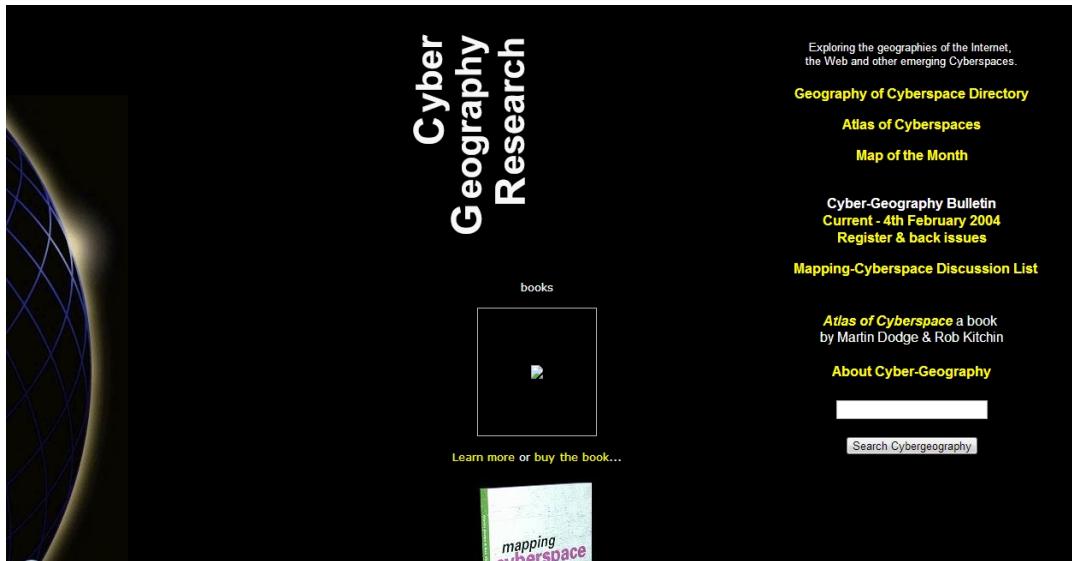 Cyber
Geography
Research
books
Learn more or buy the book...
mapping
cyberspace
Exploring the geographies of the Internet,
the Web and other emerging Cyberspaces.
Geography of Cyberspace Directory
Atlas of Cyberspaces
Map of the Month
Cyber-Geography Bulletin
Current - 4th February 2004
Register & back issues
Mapping-Cyberspace Discussion List
Atlas of Cyberspace a book
by Martin Dodge & Rob Kitchin
About Cyber-Geography
Search Cybergeography